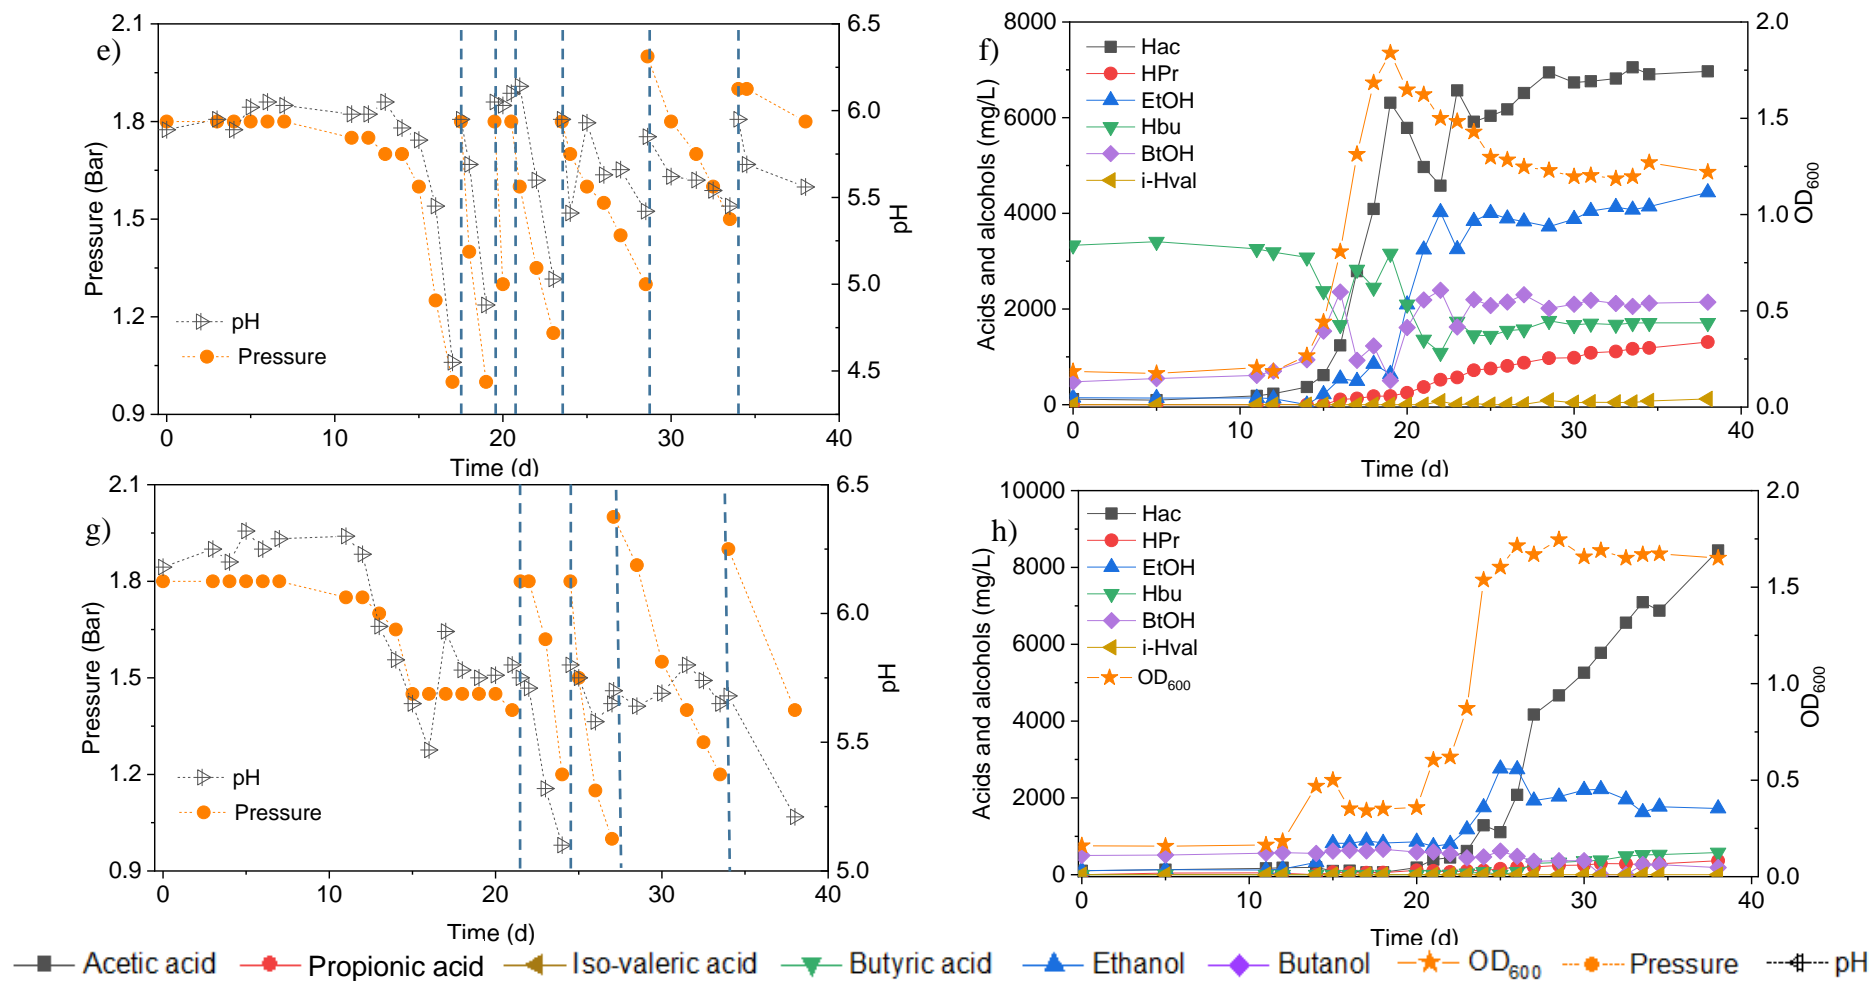 e)
2.1
1.8
1.5
1.2
0.9
Pressure (Bar)
6.5
6.0
5.5
5.0
4.5
pH
pH
Pressure
0 10 20 30 40
Time (d)
f)
8000
6000
4000
2000
0
Acids and alcohols (mg/L)
2.0
1.5
1.0
0.5
0.0
OD600
Hac
HPr
EtOH
Hbu
BtOH
i-Hval
0 10 20 30 40
Time (d)
g)
2.1
1.8
1.5
1.2
0.9
Pressure (Bar)
6.5
6.0
5.5
5.0
pH
pH
Pressure
0 10 20 30 40
Time (d)
h)
10000
8000
6000
4000
2000
0
Acids and alcohols (mg/L)
2.0
1.5
1.0
0.5
0.0
OD600
Hac
HPr
EtOH
Hbu
BtOH
i-Hval
OD600
0 10 20 30 40
Time (d)
Acetic acid Propionic acid Iso-valeric acid Butyric acid Ethanol Butanol OD600 Pressure pH